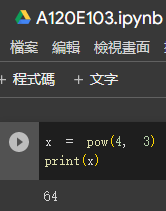 A120E103.ipynb
檔案 編輯 檢視畫面
+ 程式碼 + 文字
x = pow(4, 3)
print(x)
64